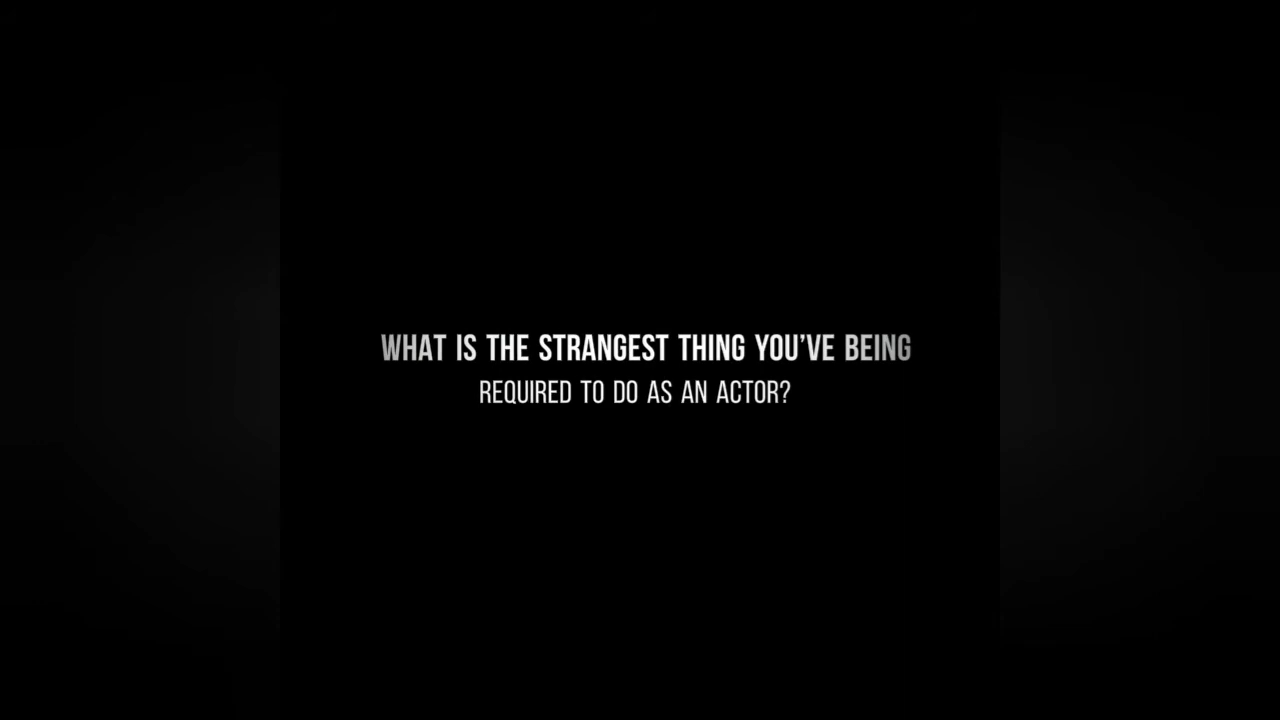 WHAT IS THE STRANGEST THING YOU'VE BEING
REQUIRED TO DO AS AN ACTOR?